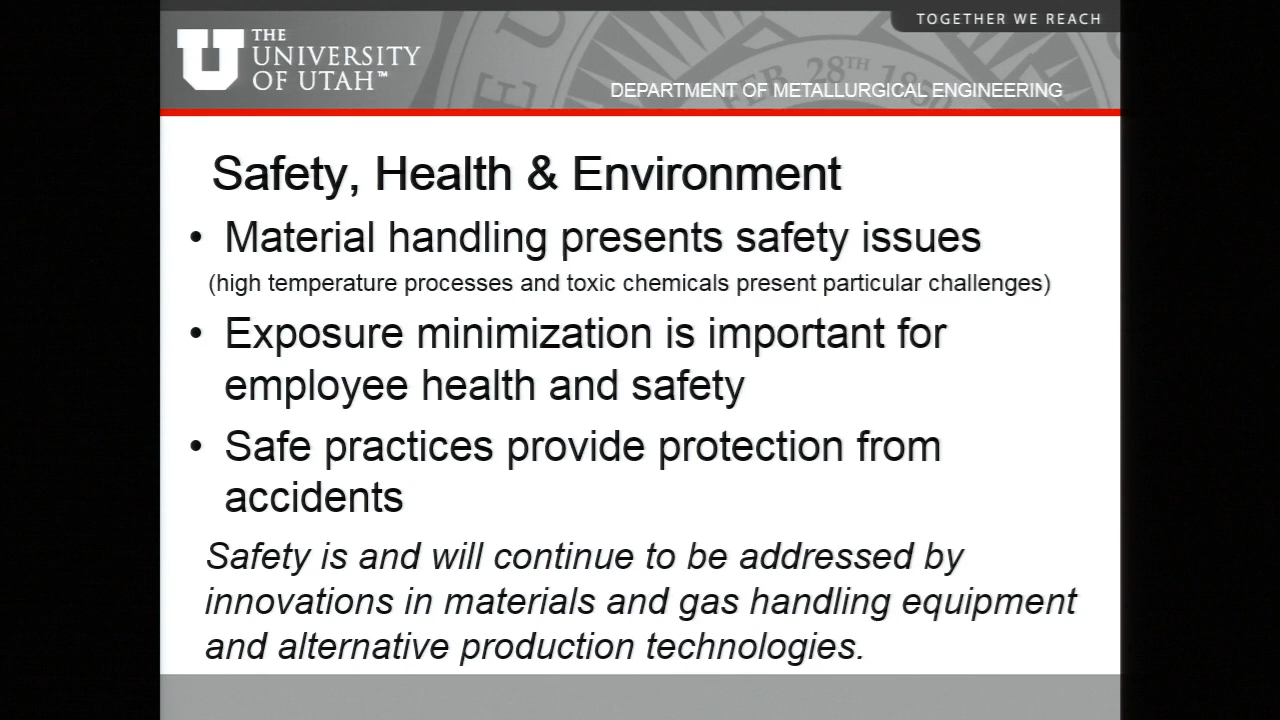 TOGETHER WE REACH
THE
UNIVERSITY
OF UTAH™
FEB 28TH 1850
DEPARTMENT OF METALLURGICAL ENGINEERING
Safety, Health & Environment
• Material handling presents safety issues
(high temperature processes and toxic chemicals present particular challenges)
• Exposure minimization is important for
employee health and safety
• Safe practices provide protection from
accidents
Safety is and will continue to be addressed by
innovations in materials and gas handling equipment
and alternative production technologies.